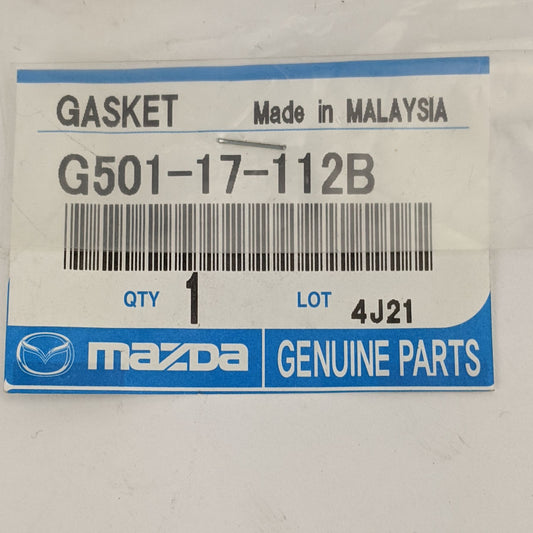 GASKET Made in MALAYSIA
G501-17-112B
QTY 1 LOT 4J21
mazda GENUINE PARTS